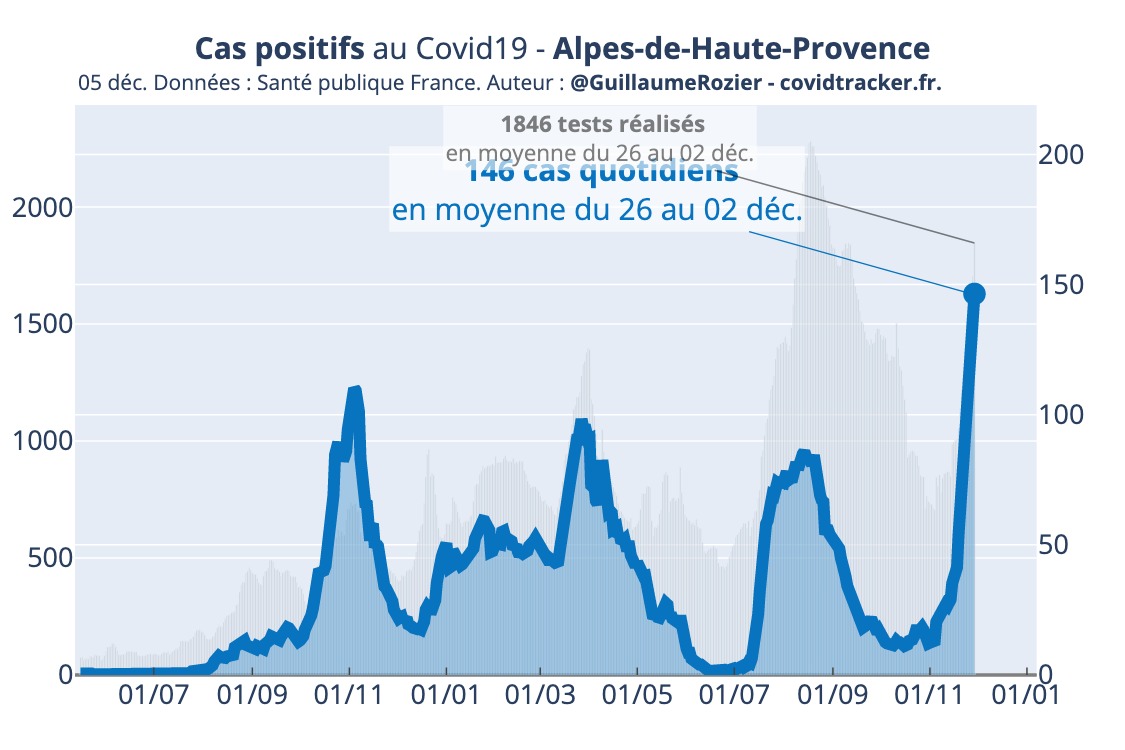 Cas positifs au Covid19 - Alpes-de-Haute-Provence
05 déc. Données : Santé publique France. Auteur : @GuillaumeRozier - covidtracker.fr.
1846 tests réalisés
en moyenne du 26 au 02 déc.
146 cas quotidiens
en moyenne du 26 au 02 déc.
2000
1500
1000
500
0
200
150
100
50
0
01/07 01/09 01/11 01/01 01/03 01/05 01/07 01/09 01/11 01/01